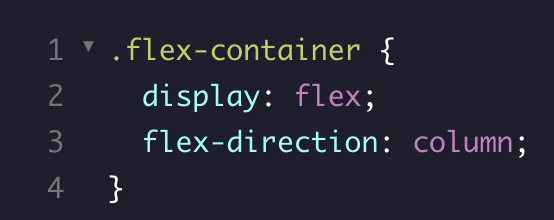 1 ▼ .flex-container {
2 display: flex;
3 flex-direction: column;
4 }